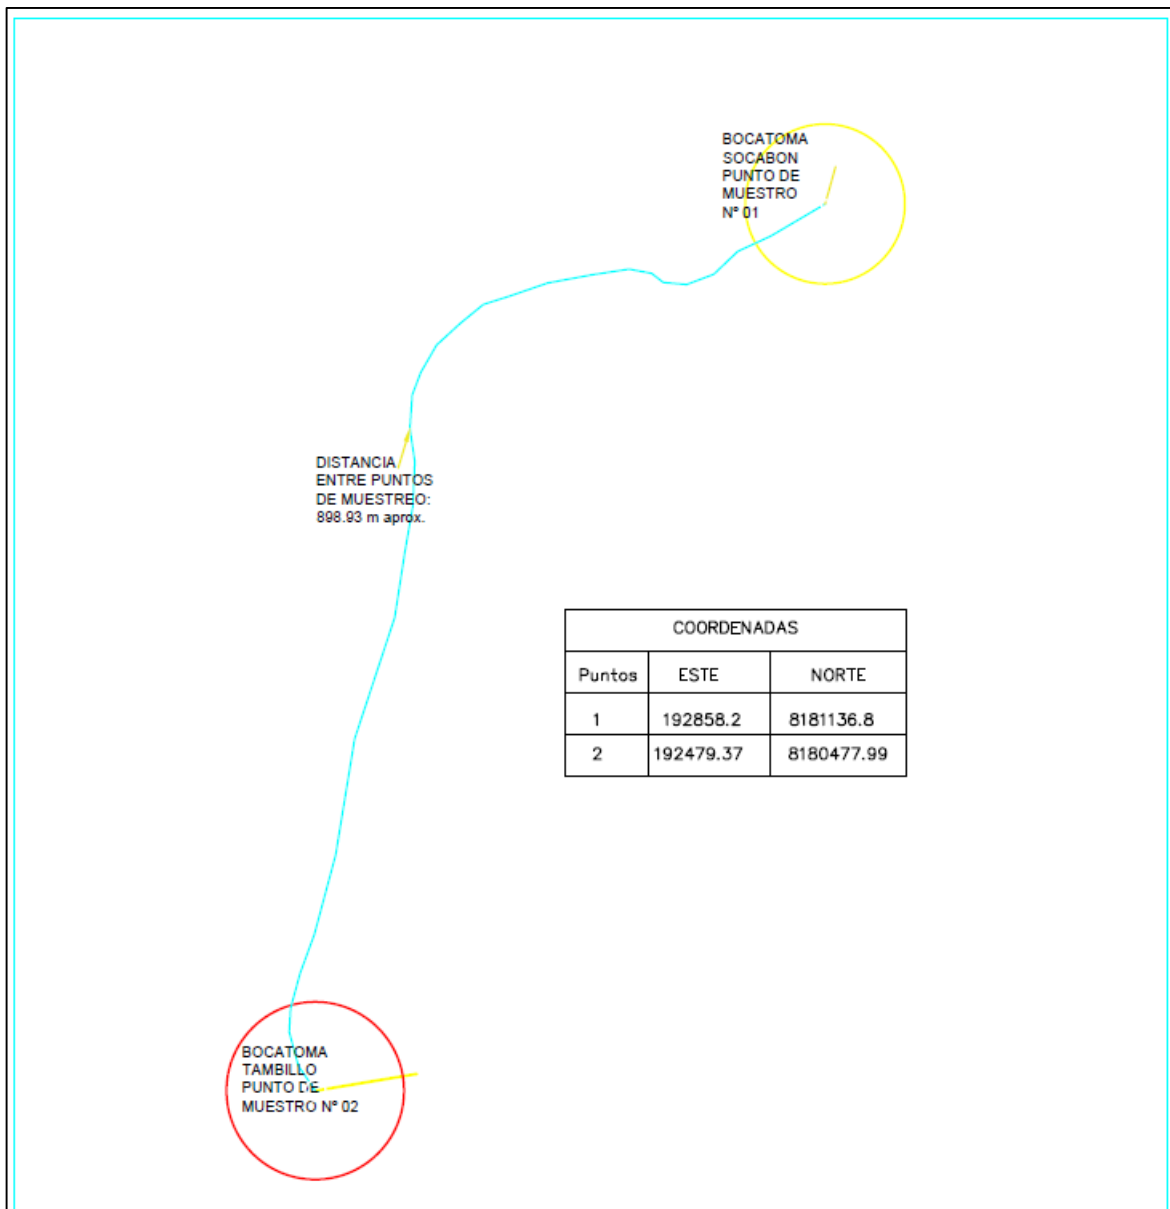 BOCATOMA
SOCABON
PUNTO DE
MUESTRO
N° 01
DISTANCIA
ENTRE PUNTOS
DE MUESTREO:
898.93 m aprox.
COORDENADAS
Puntos ESTE NORTE
1 192858.2 8181136.8
2 192479.37 8180477.99
BOCATOMA
TAMBILLO
PUNTO DE
MUESTRO N° 02